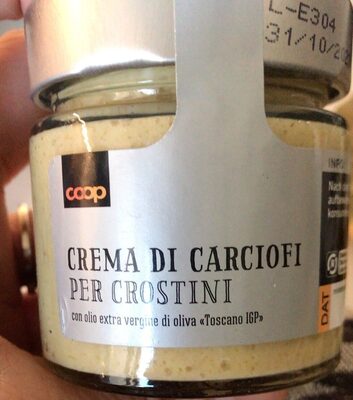 L-E304
31/10/20
coop
CREMA DI CARCIOFI
PER CROSTINI
con olio extra vergine di oliva «Toscano IGP»
Nach
DAT